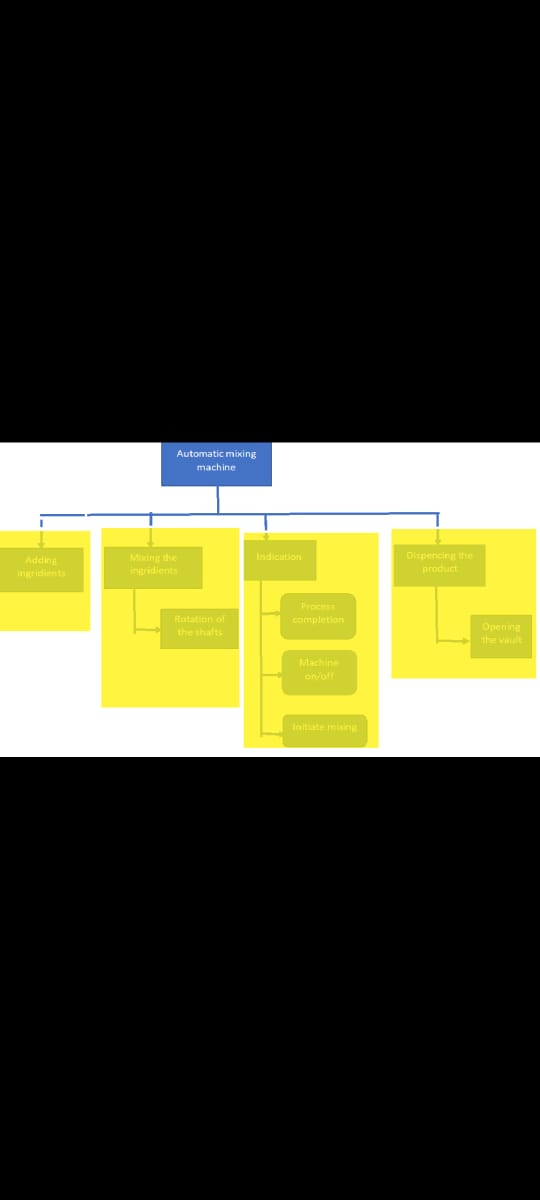 Automatic mixing
machine
Adding
ingridients
Mixing the
ingridients
Rotation of
the shafts
Indication
Process
completion
Machine
on/off
Initiate mixing
Dispencing the
product
Opening
the vault